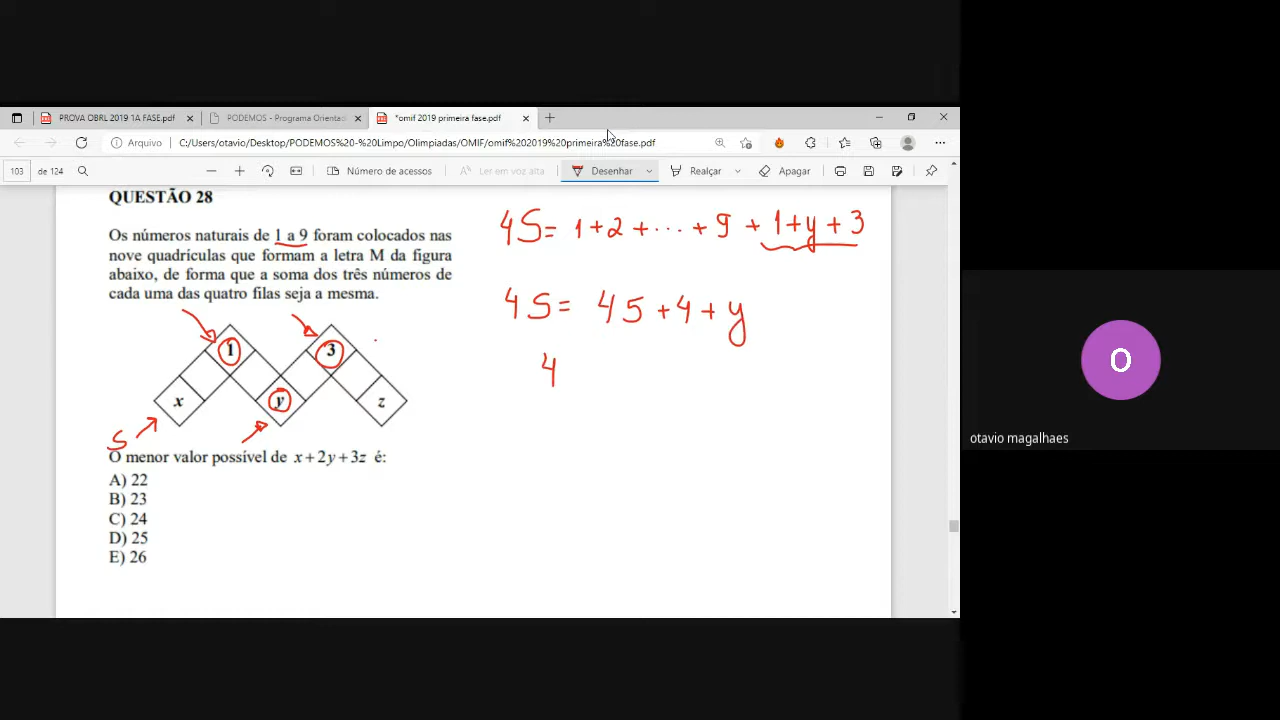 PROVA OBRL 2019 1A FASE.pdf
PODEMOS - Programa Orienta
*omif 2019 primeira fase.pdf
Arquivo
C:/Users/otavio/Desktop/PODEMOS%20-%20Limpo/Olimpiadas/OMIF/omif%202019%20primeira%20fase.pdf
103 de 124
Número de acessos
Ler em voz alta
Desenhar
Realçar
Apagar
QUESTÃO 28
Os números naturais de 1 a 9 foram colocados nas
nove quadrículas que formam a letra M da figura
abaixo, de forma que a soma dos três números de
cada uma das quatro filas seja a mesma.
1 3
x y z
S
O menor valor possível de x+2y+3z é:
A) 22
B) 23
C) 24
D) 25
E) 26
4S= 1+2+...+9+1+y+3
4S= 45+4+y
4
O
otavio magalhaes